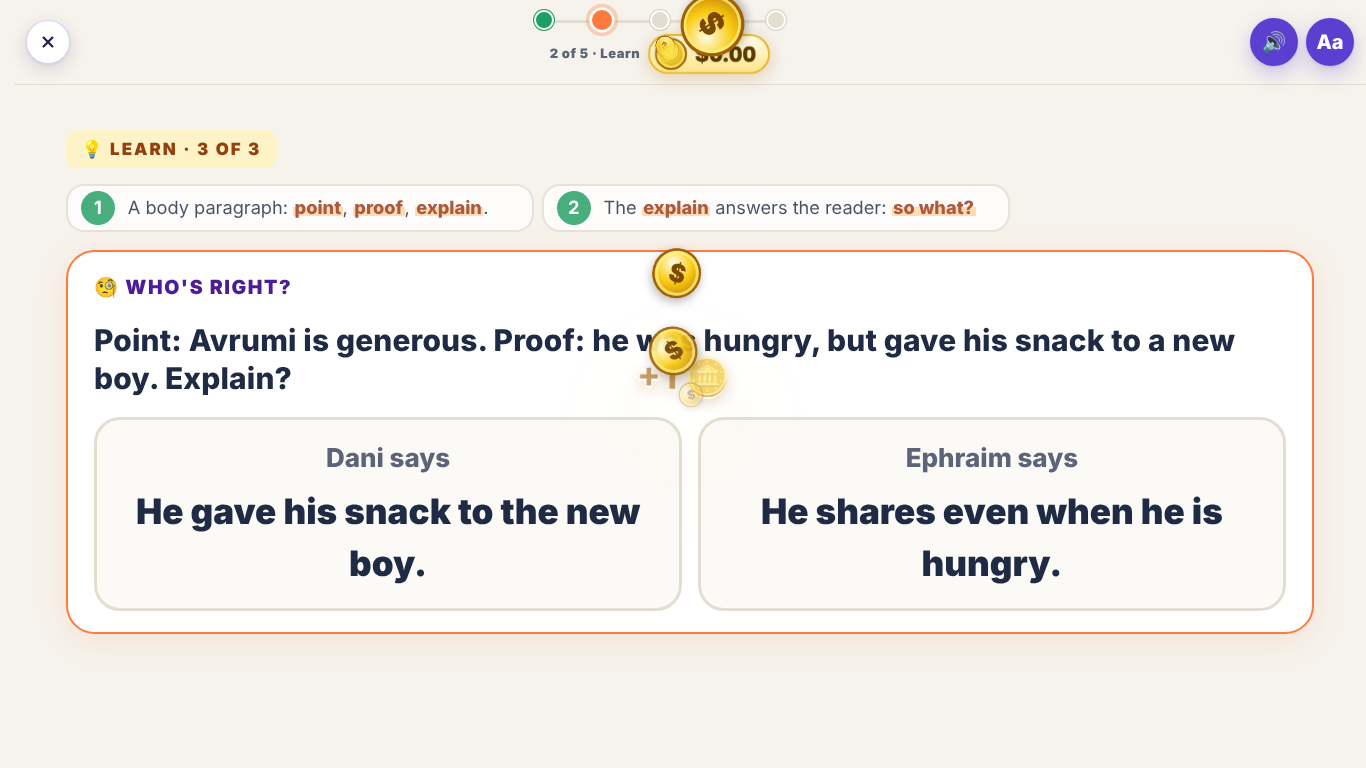 ×
2 of 5 · Learn
🔊
Aa
💡 LEARN · 3 OF 3
1 A body paragraph: point, proof, explain.
2 The explain answers the reader: so what?
🧐 WHO'S RIGHT?
Point: Avrumi is generous. Proof: he hungry, but gave his snack to a new
boy. Explain?
Dani says
He gave his snack to the new
boy.
Ephraim says
He shares even when he is
hungry.